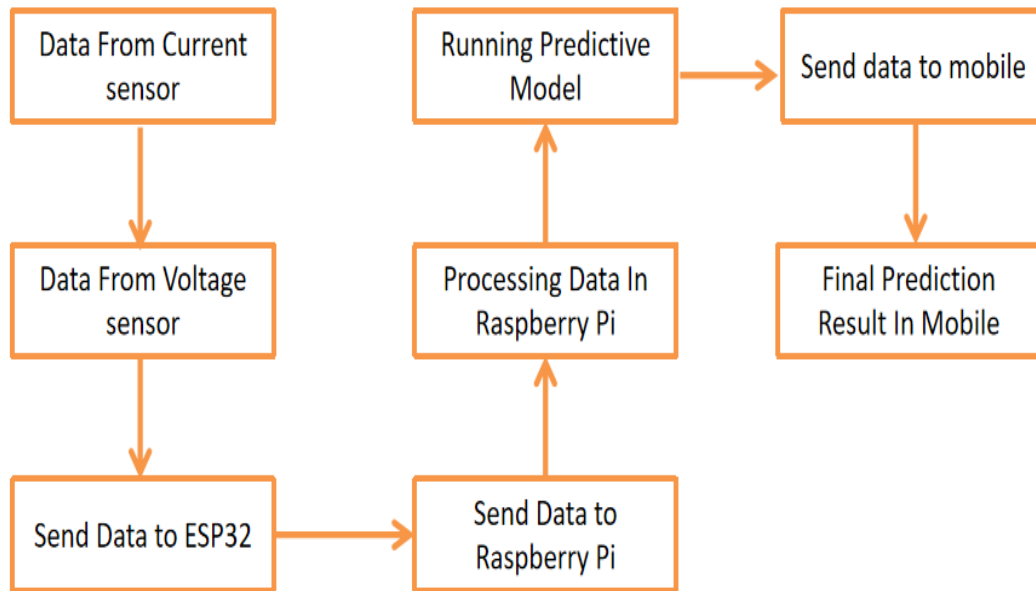 Data From Current
sensor
Data From Voltage
sensor
Send Data to ESP32
Send Data to
Raspberry Pi
Processing Data In
Raspberry Pi
Running Predictive
Model
Send data to mobile
Final Prediction
Result In Mobile